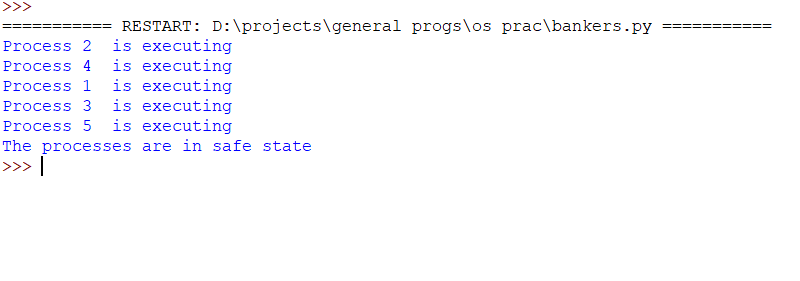 >>>
=========== RESTART: D:\projects\general progs\os prac\bankers.py ===========
Process 2  is executing
Process 4  is executing
Process 1  is executing
Process 3  is executing
Process 5  is executing
The processes are in safe state
>>>